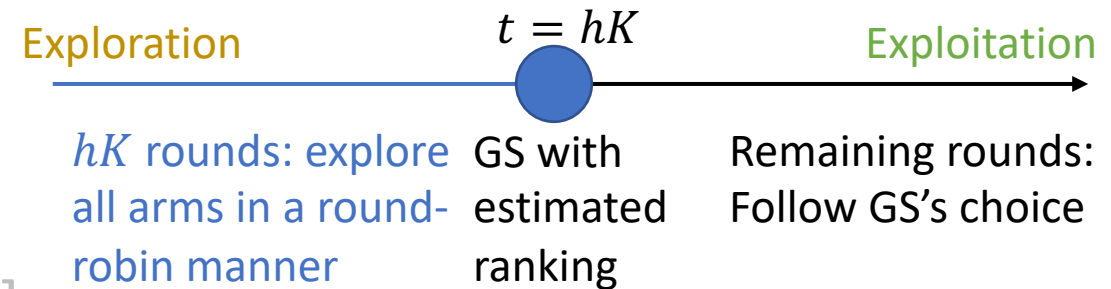 Exploration
t = hK
Exploitation
hK rounds: explore
all arms in a round-
robin manner
GS with
estimated
ranking
Remaining rounds:
Follow GS's choice